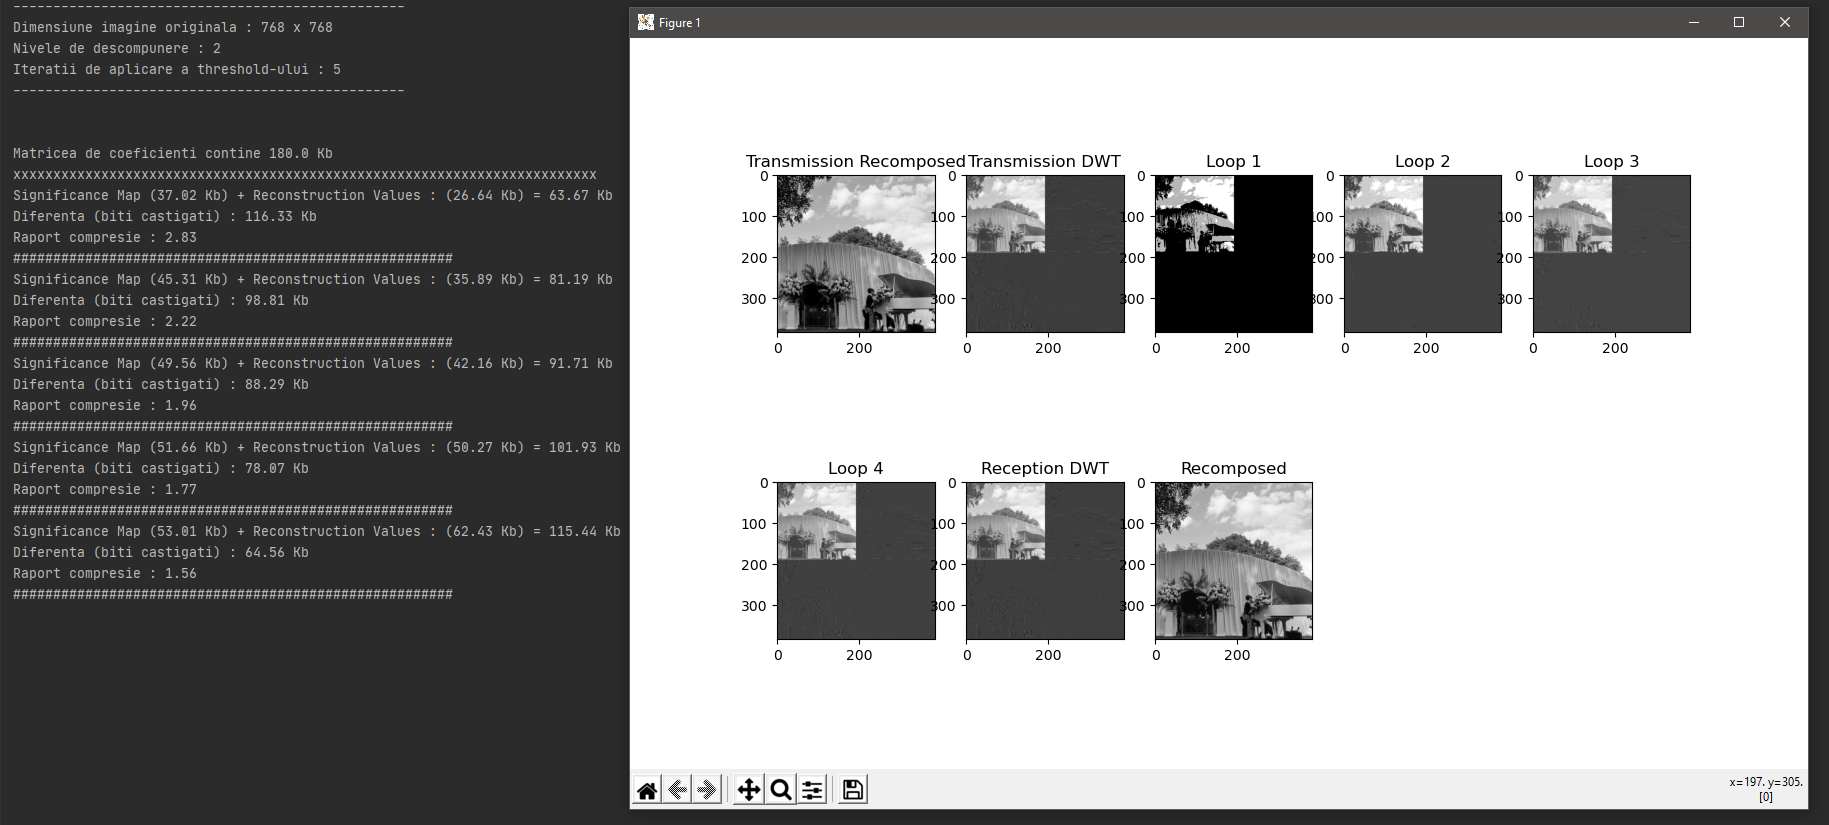 -------------------------------------------------
Dimensiune imagine originala : 768 x 768
Nivele de descompunere : 2
Iteratii de aplicare a threshold-ului : 5
-------------------------------------------------
Matricea de coeficienti contine 180.0 Kb
xxxxxxxxxxxxxxxxxxxxxxxxxxxxxxxxxxxxxxxxxxxxxxxxxxxxxxxxxxxxxxxxxxxxxxxxx
Significance Map (37.02 Kb) + Reconstruction Values : (26.64 Kb) = 63.67 Kb
Diferenta (biti castigati) : 116.33 Kb
Raport compresie : 2.83
#######################################################
Significance Map (45.31 Kb) + Reconstruction Values : (35.89 Kb) = 81.19 Kb
Diferenta (biti castigati) : 98.81 Kb
Raport compresie : 2.22
#######################################################
Significance Map (49.56 Kb) + Reconstruction Values : (42.16 Kb) = 91.71 Kb
Diferenta (biti castigati) : 88.29 Kb
Raport compresie : 1.96
#######################################################
Significance Map (51.66 Kb) + Reconstruction Values : (50.27 Kb) = 101.93 Kb
Diferenta (biti castigati) : 78.07 Kb
Raport compresie : 1.77
#######################################################
Significance Map (53.01 Kb) + Reconstruction Values : (62.43 Kb) = 115.44 Kb
Diferenta (biti castigati) : 64.56 Kb
Raport compresie : 1.56
#######################################################
Figure 1
Transmission Recomposed
0
100
200
300
0 200
Transmission DWT
0
100
200
300
0 200
Loop 1
0
100
200
300
0 200
Loop 2
0
100
200
300
0 200
Loop 3
0
100
200
300
0 200
Loop 4
0
100
200
300
0 200
Reception DWT
0
100
200
300
0 200
Recomposed
0
100
200
300
0 200
x=197. y=305.
[0]